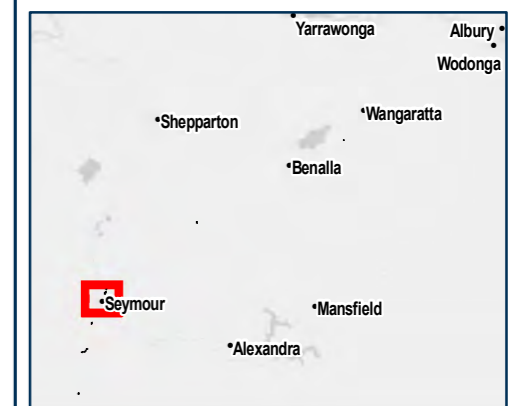 Yarrawonga
Albury
Wodonga
Shepparton
Wangaratta
Benalla
Seymour
Mansfield
Alexandra